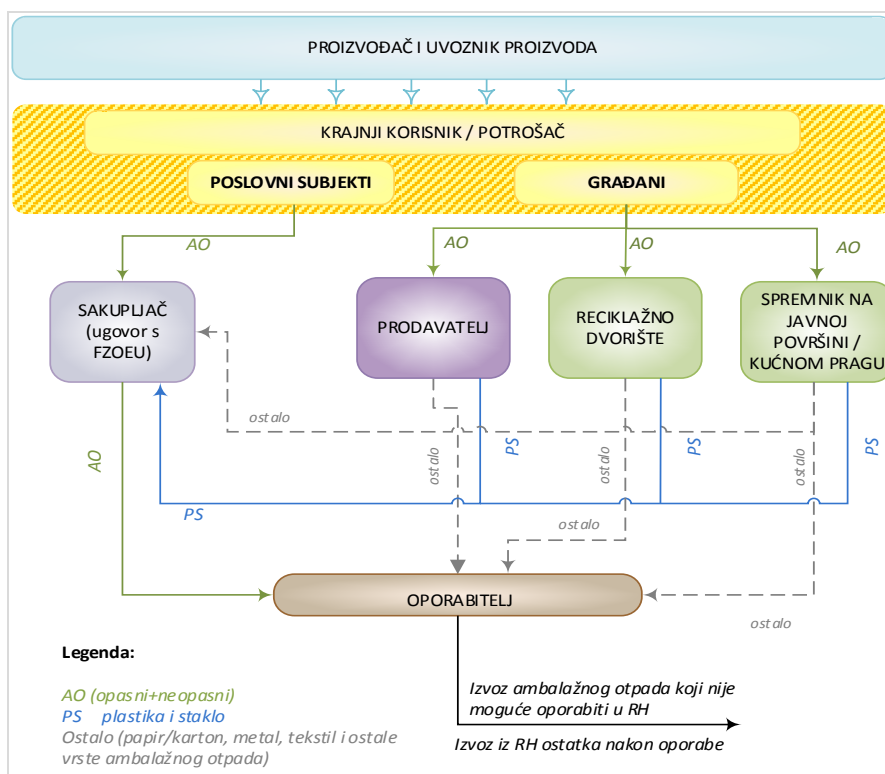 PROIZVOĐAČ I UVOZNIK PROIZVODA
KRAJNJI KORISNIK / POTROŠAČ
POSLOVNI SUBJEKTI
GRAĐANI
AO
AO
AO
AO
SAKUPLJAČ
(ugovor s
FZOEU)
PRODAVATELJ
RECIKLAŽNO
DVORIŠTE
SPREMNIK NA
JAVNOJ
POVRŠINI /
KUĆNOM PRAGU
ostalo
AO
ostalo
PS
PS
ostalo
PS
PS
ostalo
OPORABITELJ
ostalo
Legenda:
AO (opasni+neopasni)
PS plastika i staklo
Ostalo (papir/karton, metal, tekstil i ostale
vrste ambalažnog otpada)
Izvoz ambalažnog otpada koji nije
moguće oporabiti u RH
Izvoz iz RH ostatka nakon oporabe